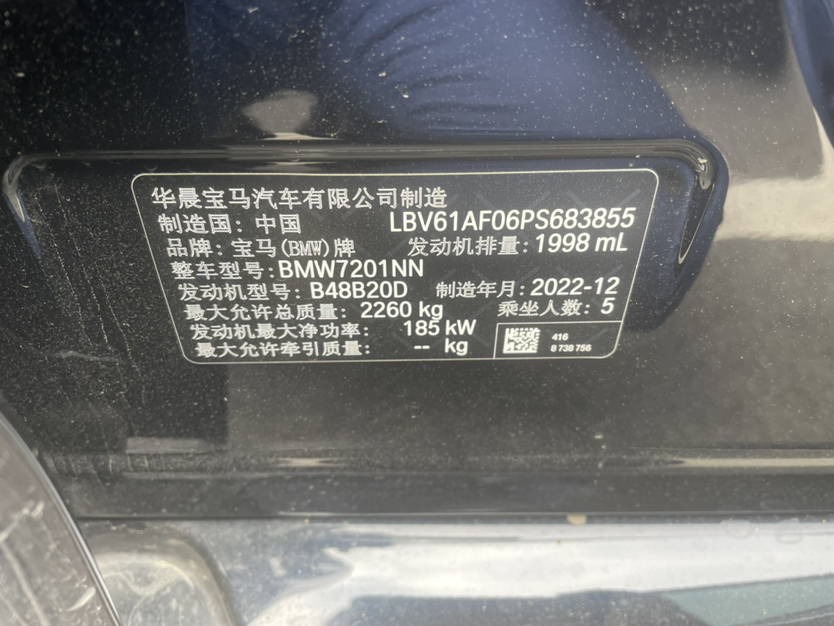 华晨宝马汽车有限公司制造
制造国：中国 LBV61AF06PS683855
品牌：宝马(BMW)牌 发动机排量：1998 mL
整车型号：BMW7201NN
发动机型号：B48B20D 制造年月：2022-12
最大允许总质量：2260 kg 乘坐人数：5
发动机最大净功率： 185 kW
最大允许牵引质量： -- kg
416
8 738 756